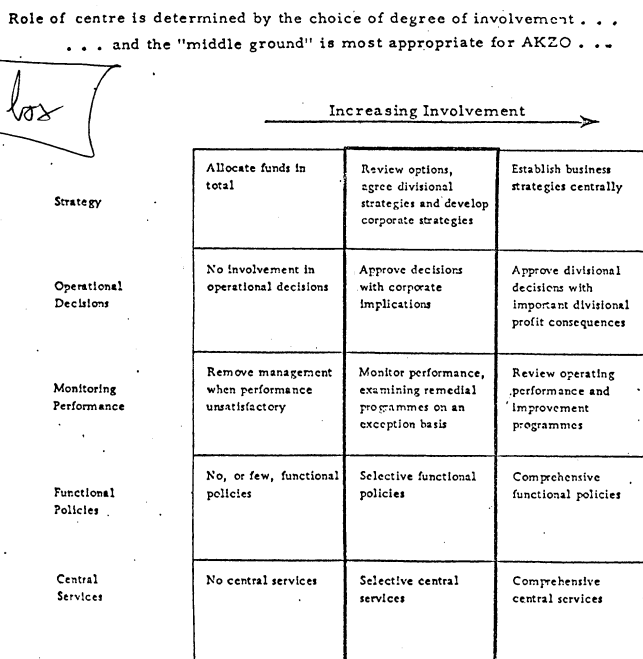 Role of centre is determined by the choice of degree of involvement . . .
. . . and the "middle ground" is most appropriate for AKZO . . .
box
Increasing Involvement
Strategy
Allocate funds in
total
Review options,
agree divisional
strategies and develop
corporate strategies
Establish business
strategies centrally
Operational
Decisions
No involvement in
operational decisions
Approve decisions
with corporate
implications
Approve divisional
decisions with
important divisional
profit consequences
Monitoring
Performance
Remove management
when performance
unsatisfactory
Monitor performance,
examining remedial
programmes on an
exception basis
Review operating
performance and
improvement
programmes
Functional
Policies
No, or few, functional
policies
Selective functional
policies
Comprehensive
functional policies
Central
Services
No central services
Selective central
services
Comprehensive
central services